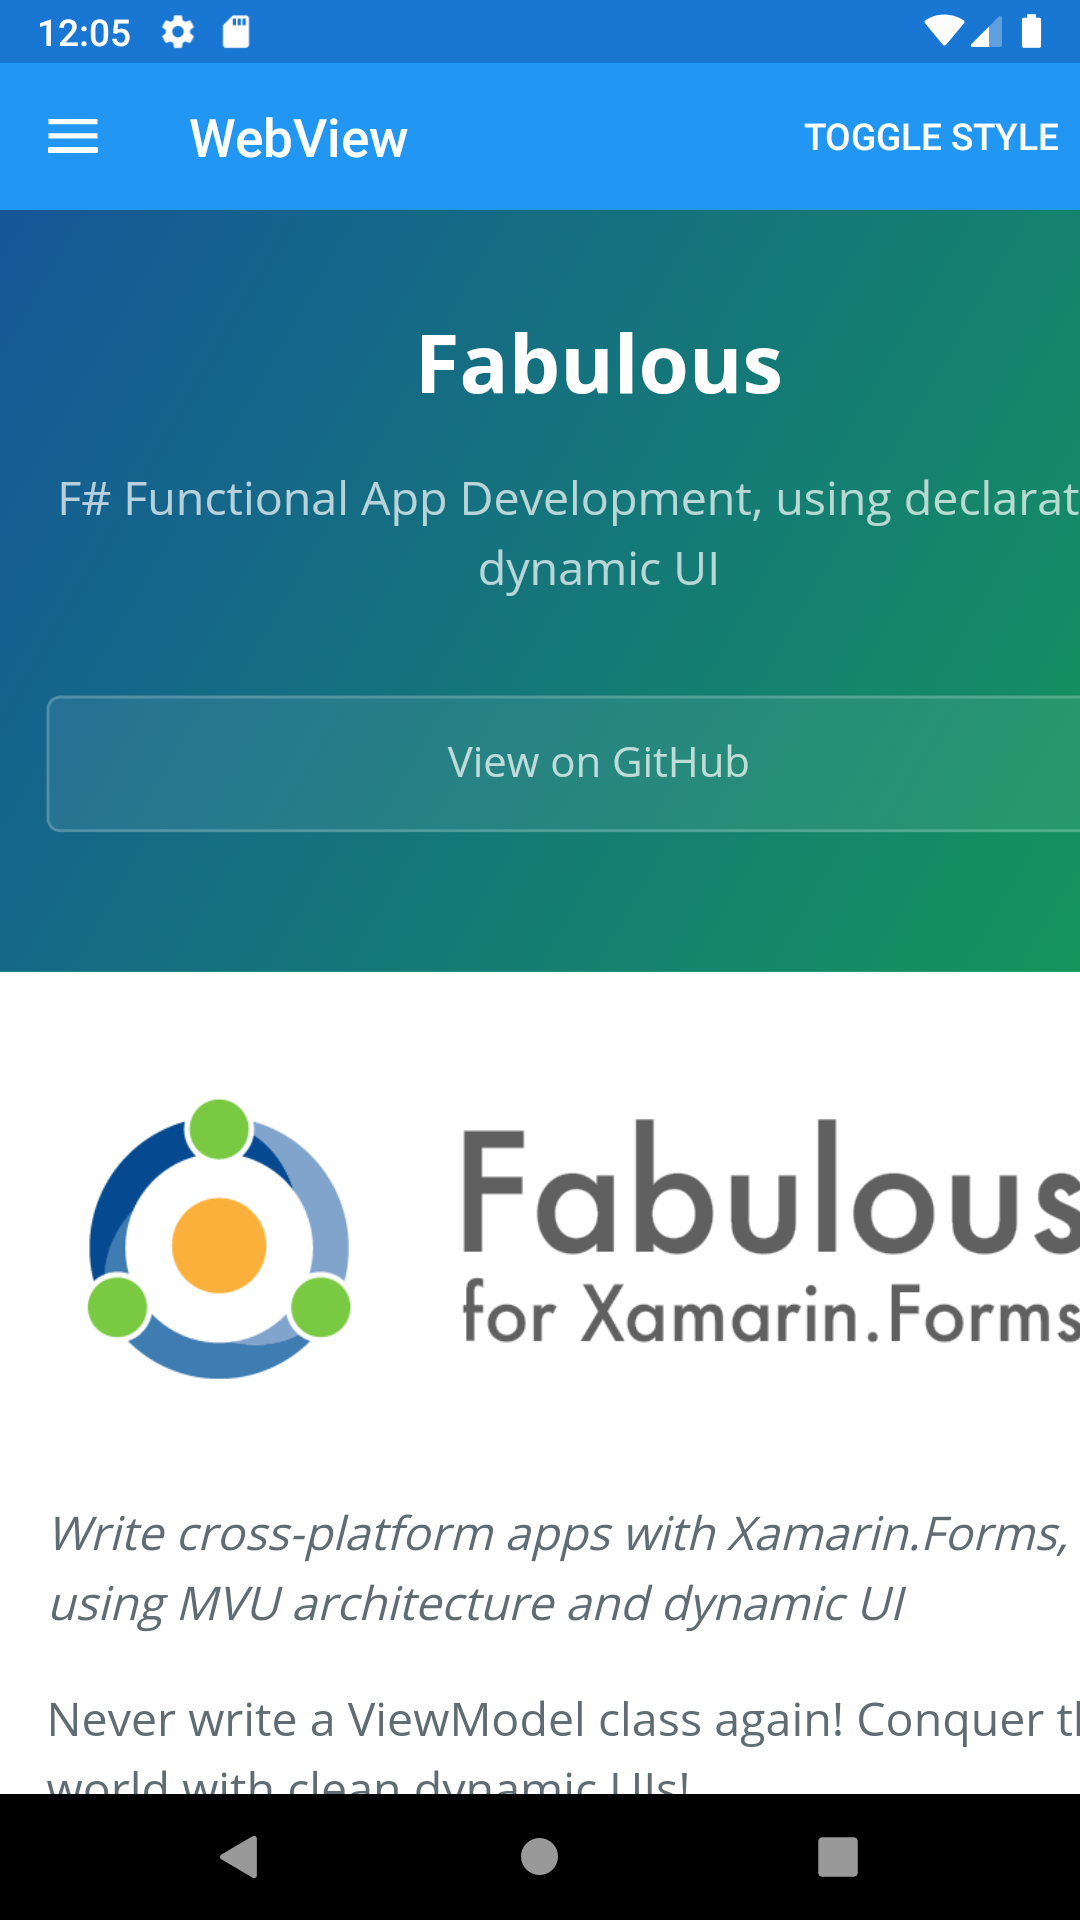 12:05
WebView
TOGGLE STYLE
Fabulous
F# Functional App Development, using declarat
dynamic UI
View on GitHub
Fabulous
for Xamarin.Forms
Write cross-platform apps with Xamarin.Forms,
using MVU architecture and dynamic UI
Never write a ViewModel class again! Conquer th
world with clean dynamic UIs!